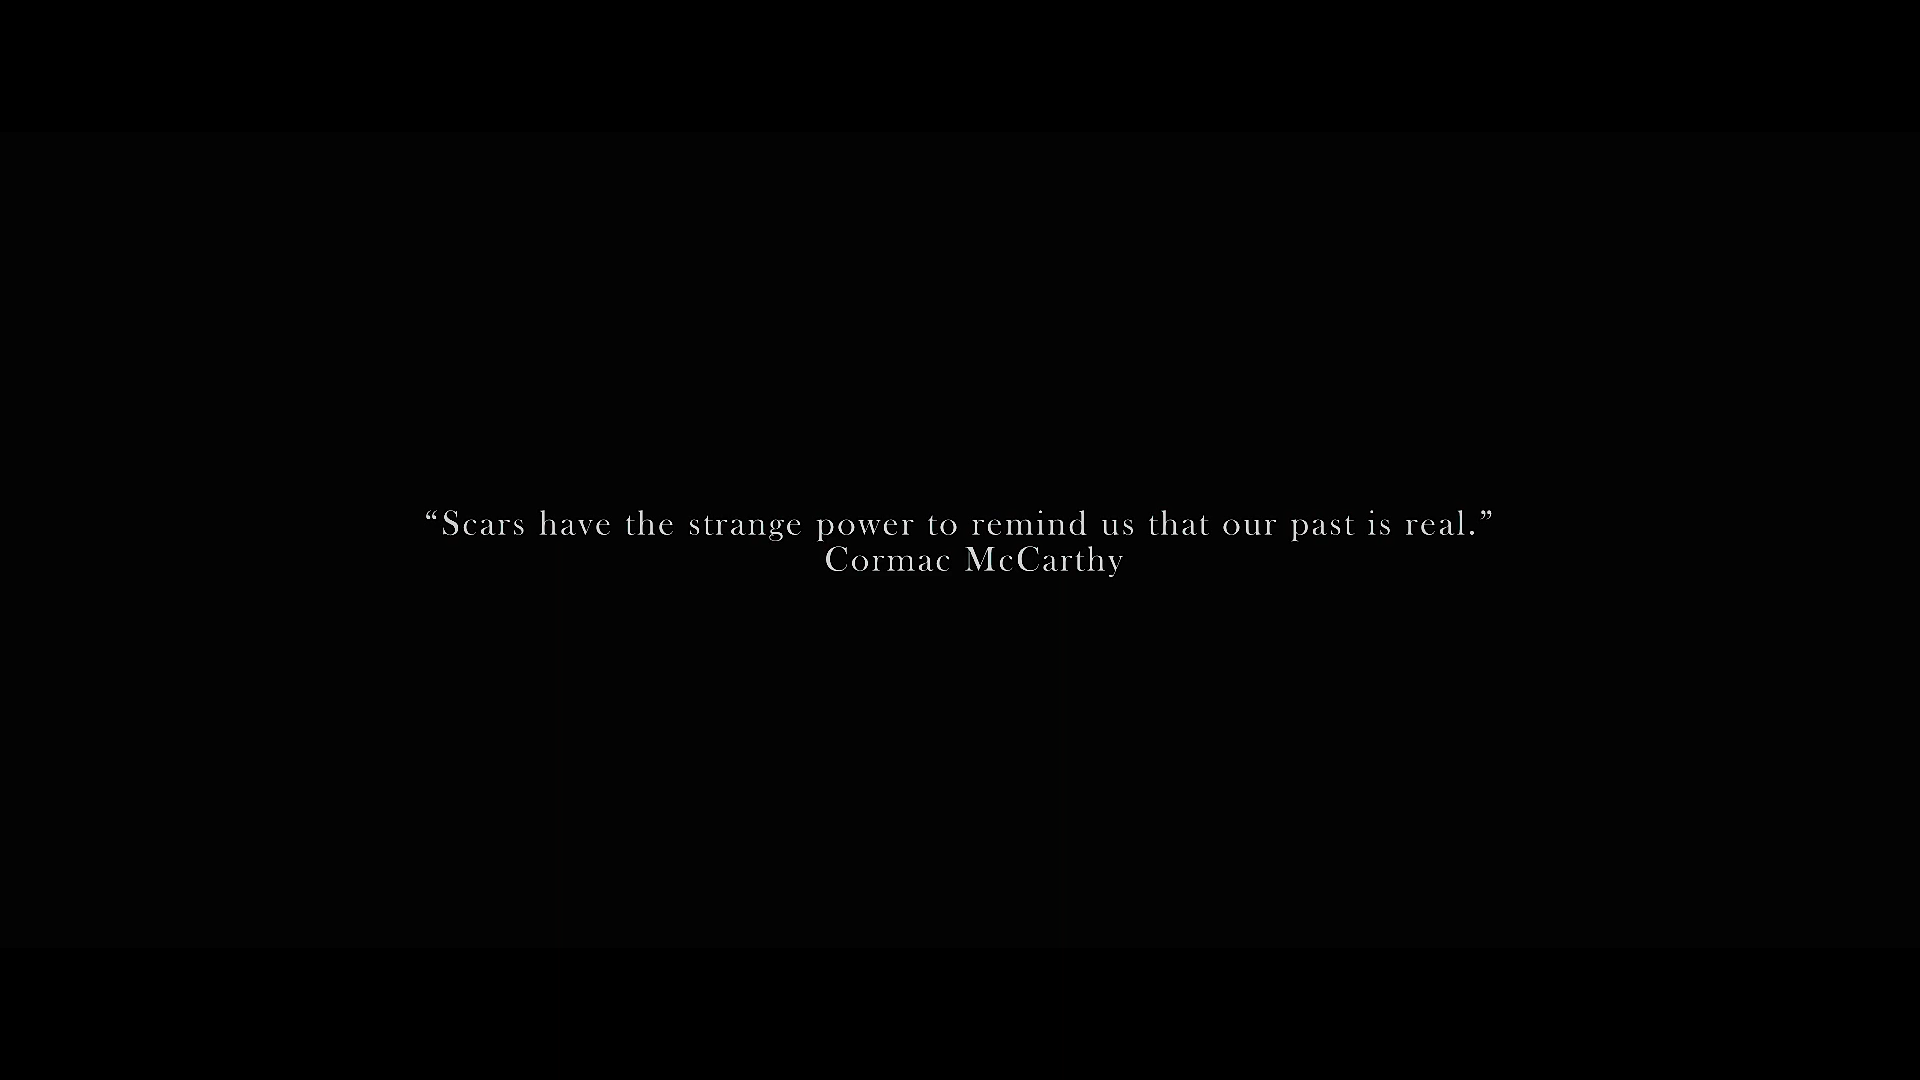 “Scars have the strange power to remind us that our past is real.”
Cormac McCarthy